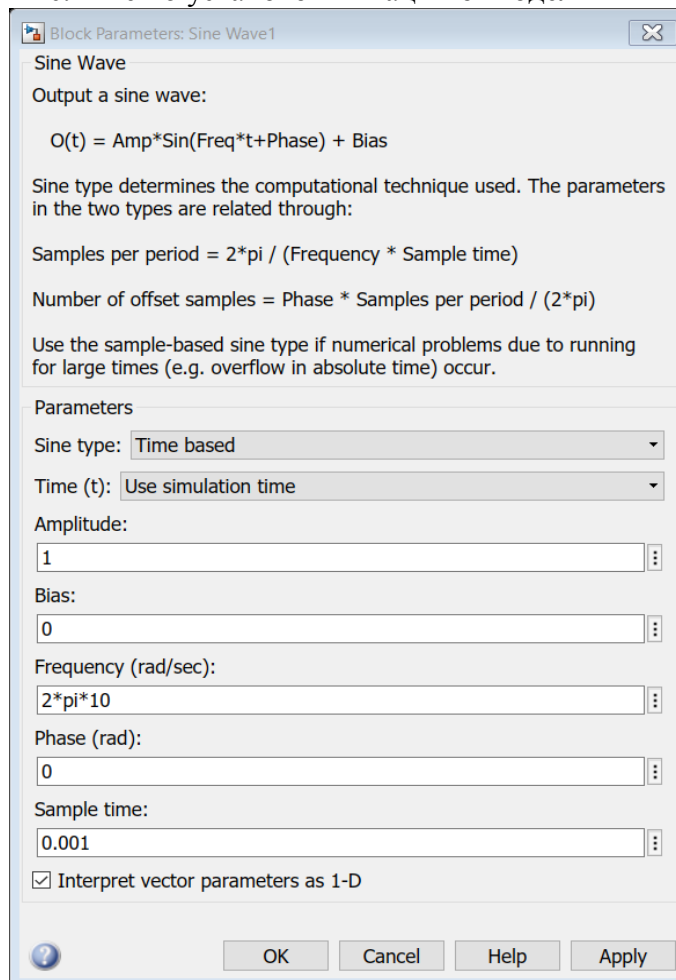 Block Parameters: Sine Wave1
Sine Wave
Output a sine wave:
O(t) = Amp*Sin(Freq*t+Phase) + Bias
Sine type determines the computational technique used. The parameters
in the two types are related through:
Samples per period = 2*pi / (Frequency * Sample time)
Number of offset samples = Phase * Samples per period / (2*pi)
Use the sample-based sine type if numerical problems due to running
for large times (e.g. overflow in absolute time) occur.
Parameters
Sine type: Time based
Time (t): Use simulation time
Amplitude:
1
Bias:
0
Frequency (rad/sec):
2*pi*10
Phase (rad):
0
Sample time:
0.001
Interpret vector parameters as 1-D
OK Cancel Help Apply